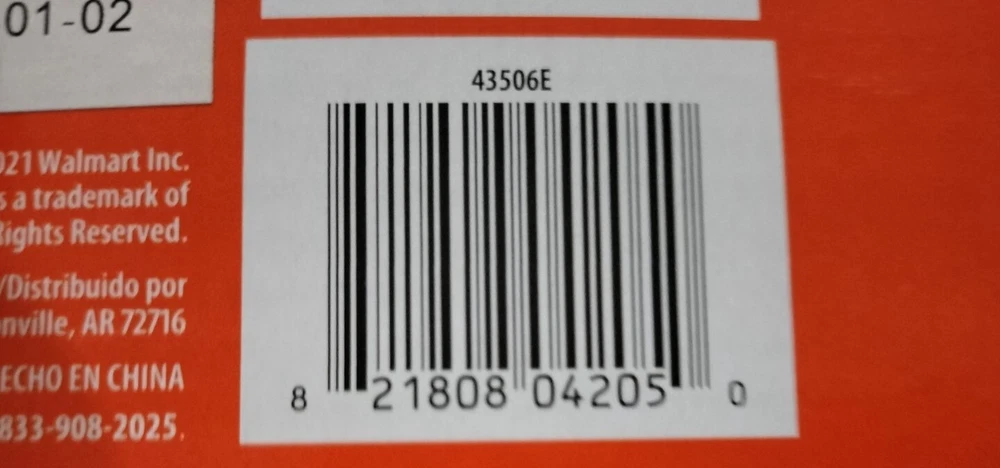 01-02
43506E
021 Walmart Inc.
s a trademark of
Rights Reserved.
/Distribuido por
nville, AR 72716
ECHO EN CHINA
833-908-2025.
8 21808 04205 0